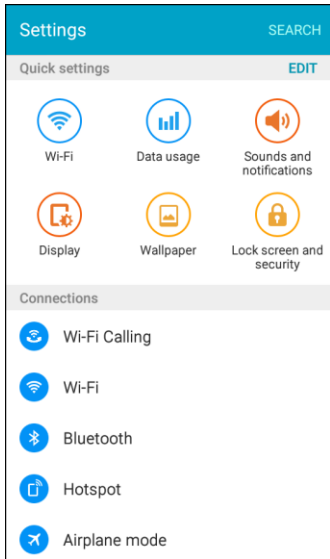 Settings SEARCH
Quick settings EDIT
Wi-Fi Data usage Sounds and
notifications
Display Wallpaper Lock screen and
security
Connections
Wi-Fi Calling
Wi-Fi
Bluetooth
Hotspot
Airplane mode